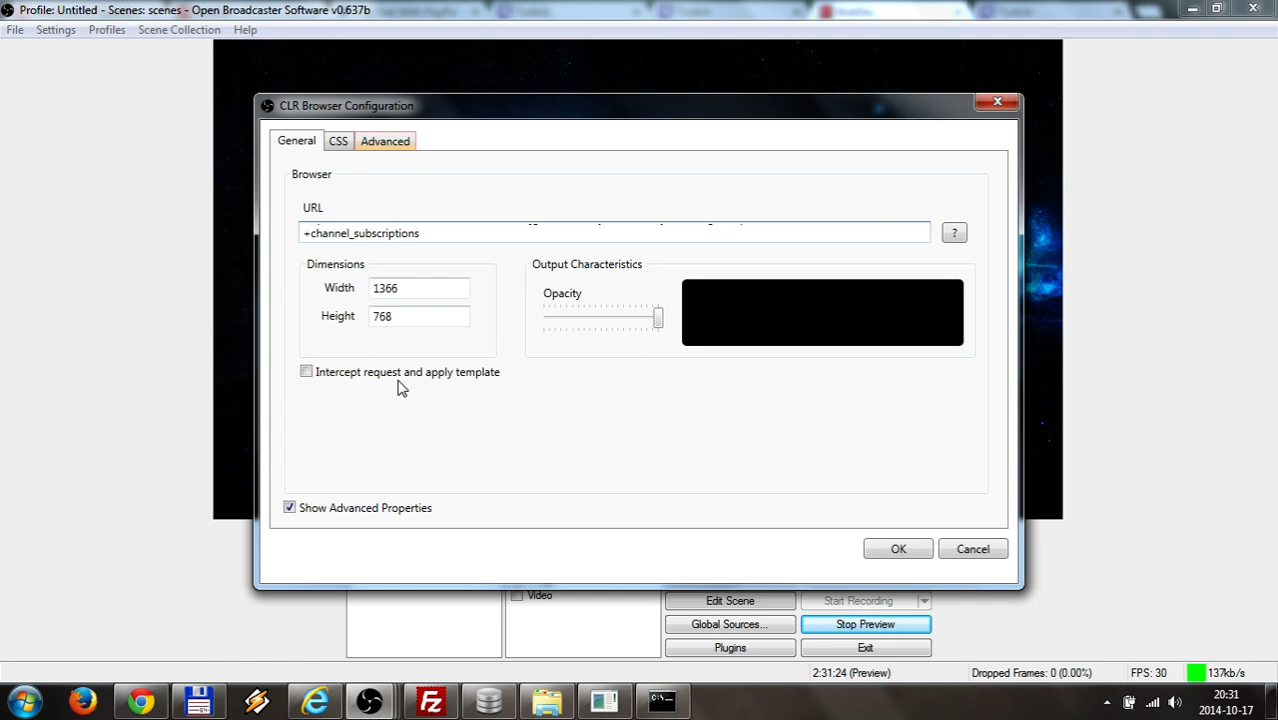 Profile: Untitled - Scenes: scenes - Open Broadcaster Software v0.637b
File Settings Profiles Scene Collection Help
CLR Browser Configuration
General CSS Advanced
Browser
URL
+channel_subscriptions
?
Dimensions
Output Characteristics
Width 1366
Opacity
Height 768
Intercept request and apply template
Show Advanced Properties
OK Cancel
Video
Edit Scene Start Recording
Global Sources... Stop Preview
Plugins Exit
2:31:24 (Preview) Dropped Frames: 0 (0.00%) FPS: 30 137kb/s
20:31
2014-10-17